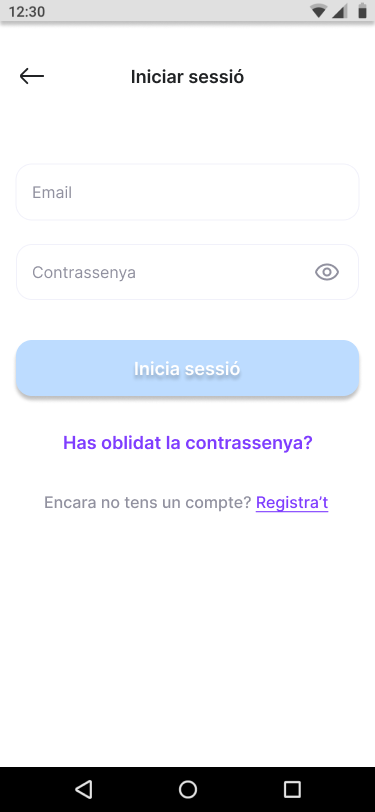 12:30
Iniciar sessió
Email
Contrassenya
Inicia sessió
Has oblidat la contrassenya?
Encara no tens un compte? Registra’t